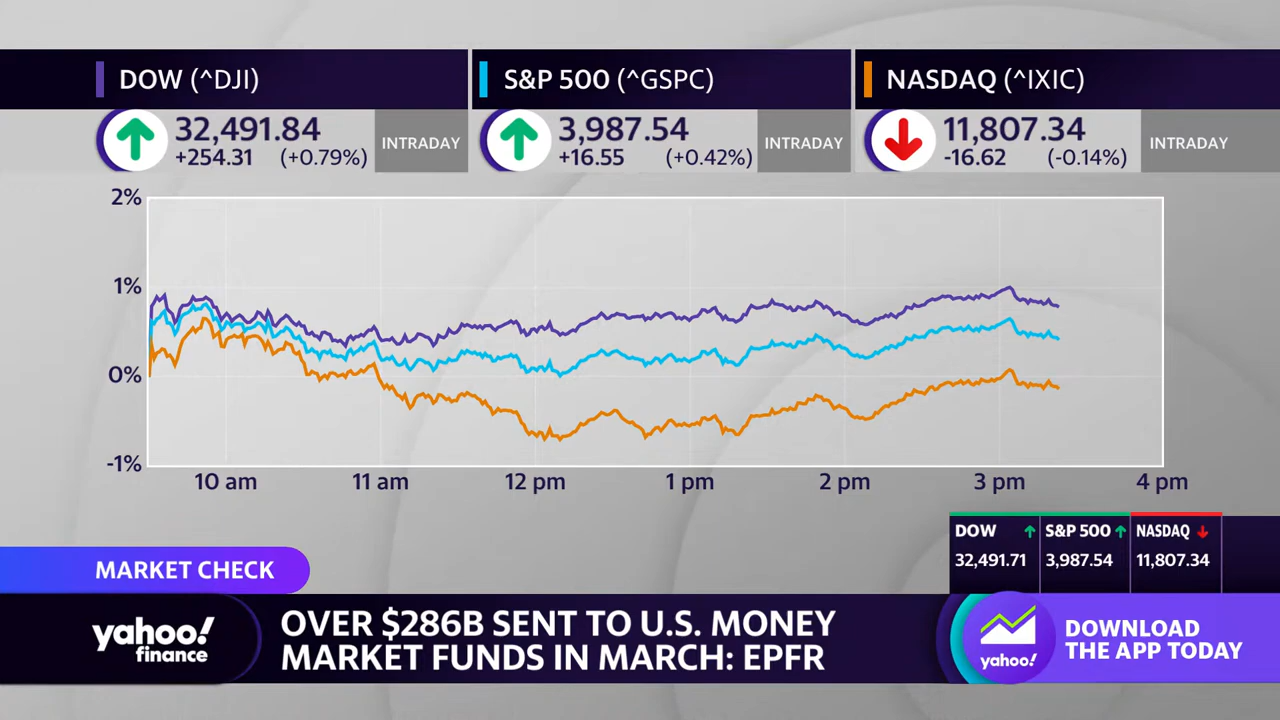 DOW (^DJI)
32,491.84
+254.31 (+0.79%)
INTRADAY
S&P 500 (^GSPC)
3,987.54
+16.55 (+0.42%)
INTRADAY
NASDAQ (^IXIC)
11,807.34
-16.62 (-0.14%)
INTRADAY
2%
1%
0%
-1%
10 am 11 am 12 pm 1 pm 2 pm 3 pm 4 pm
DOW S&P 500 NASDAQ
32,491.71 3,987.54 11,807.34
MARKET CHECK
yahoo!
finance
OVER $286B SENT TO U.S. MONEY
MARKET FUNDS IN MARCH: EPFR
yahoo!
DOWNLOAD
THE APP TODAY